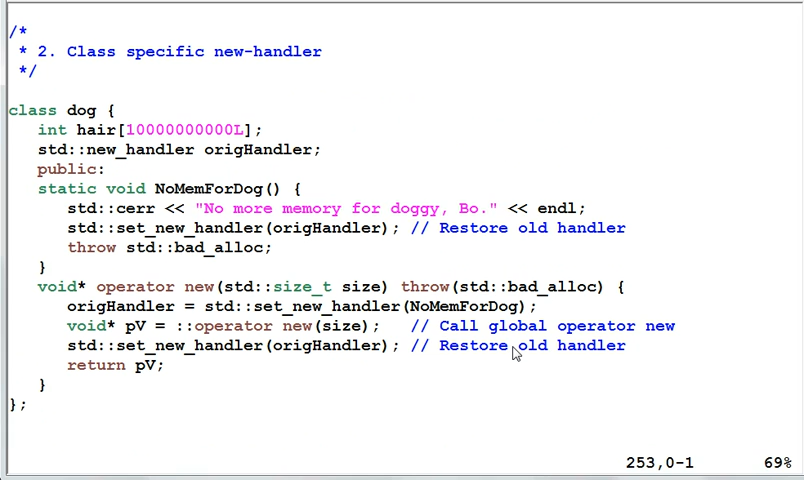 /*
 * 2. Class specific new-handler
 */
class dog {
   int hair[10000000000L];
   std::new_handler origHandler;
   public:
   static void NoMemForDog() {
      std::cerr << "No more memory for doggy, Bo." << endl;
      std::set_new_handler(origHandler); // Restore old handler
      throw std::bad_alloc;
   }
   void* operator new(std::size_t size) throw(std::bad_alloc) {
      origHandler = std::set_new_handler(NoMemForDog);
      void* pV = ::operator new(size);   // Call global operator new
      std::set_new_handler(origHandler); // Restore old handler
      return pV;
   }
};
253,0-1 69%